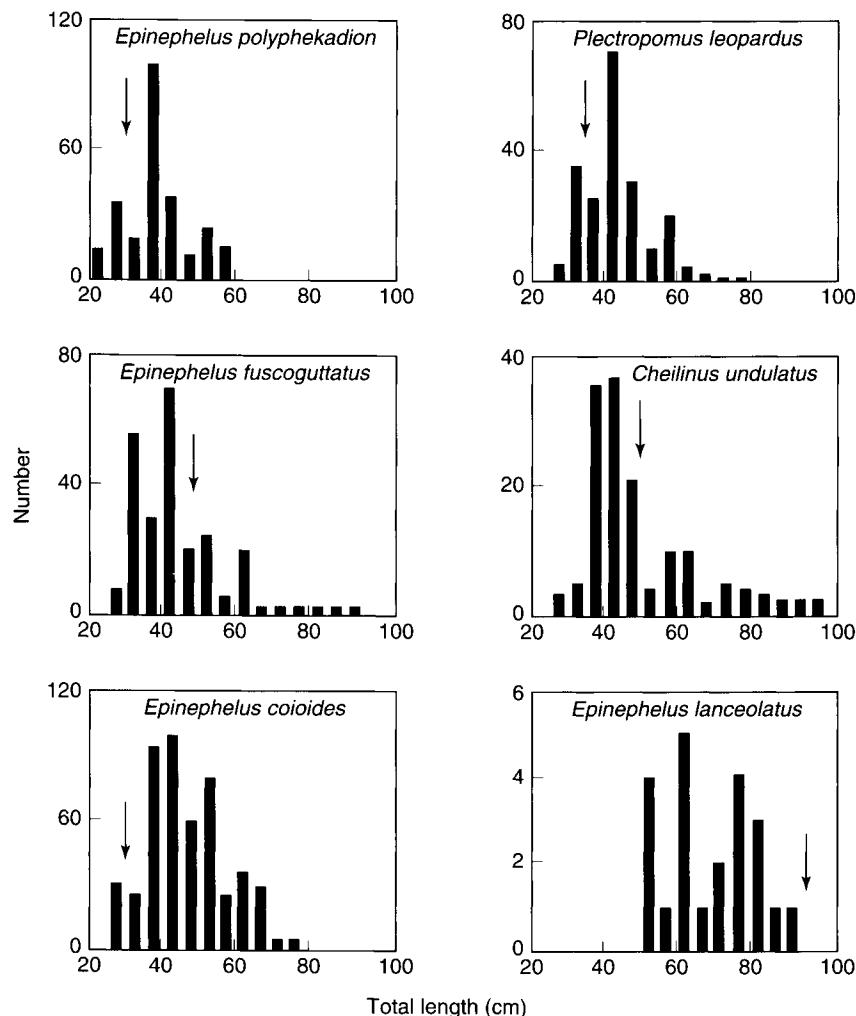 Epinephelus polyphekadion
120
60
0
20 40 60 80 100
Plectropomus leopardus
80
40
0
20 40 60 80 100
Epinephelus fuscoguttatus
80
40
0
20 40 60 80 100
Cheilinus undulatus
40
20
0
20 40 60 80 100
Epinephelus coioides
120
60
0
20 40 60 80 100
Epinephelus lanceolatus
6
4
2
0
20 40 60 80 100
Number
Total length (cm)